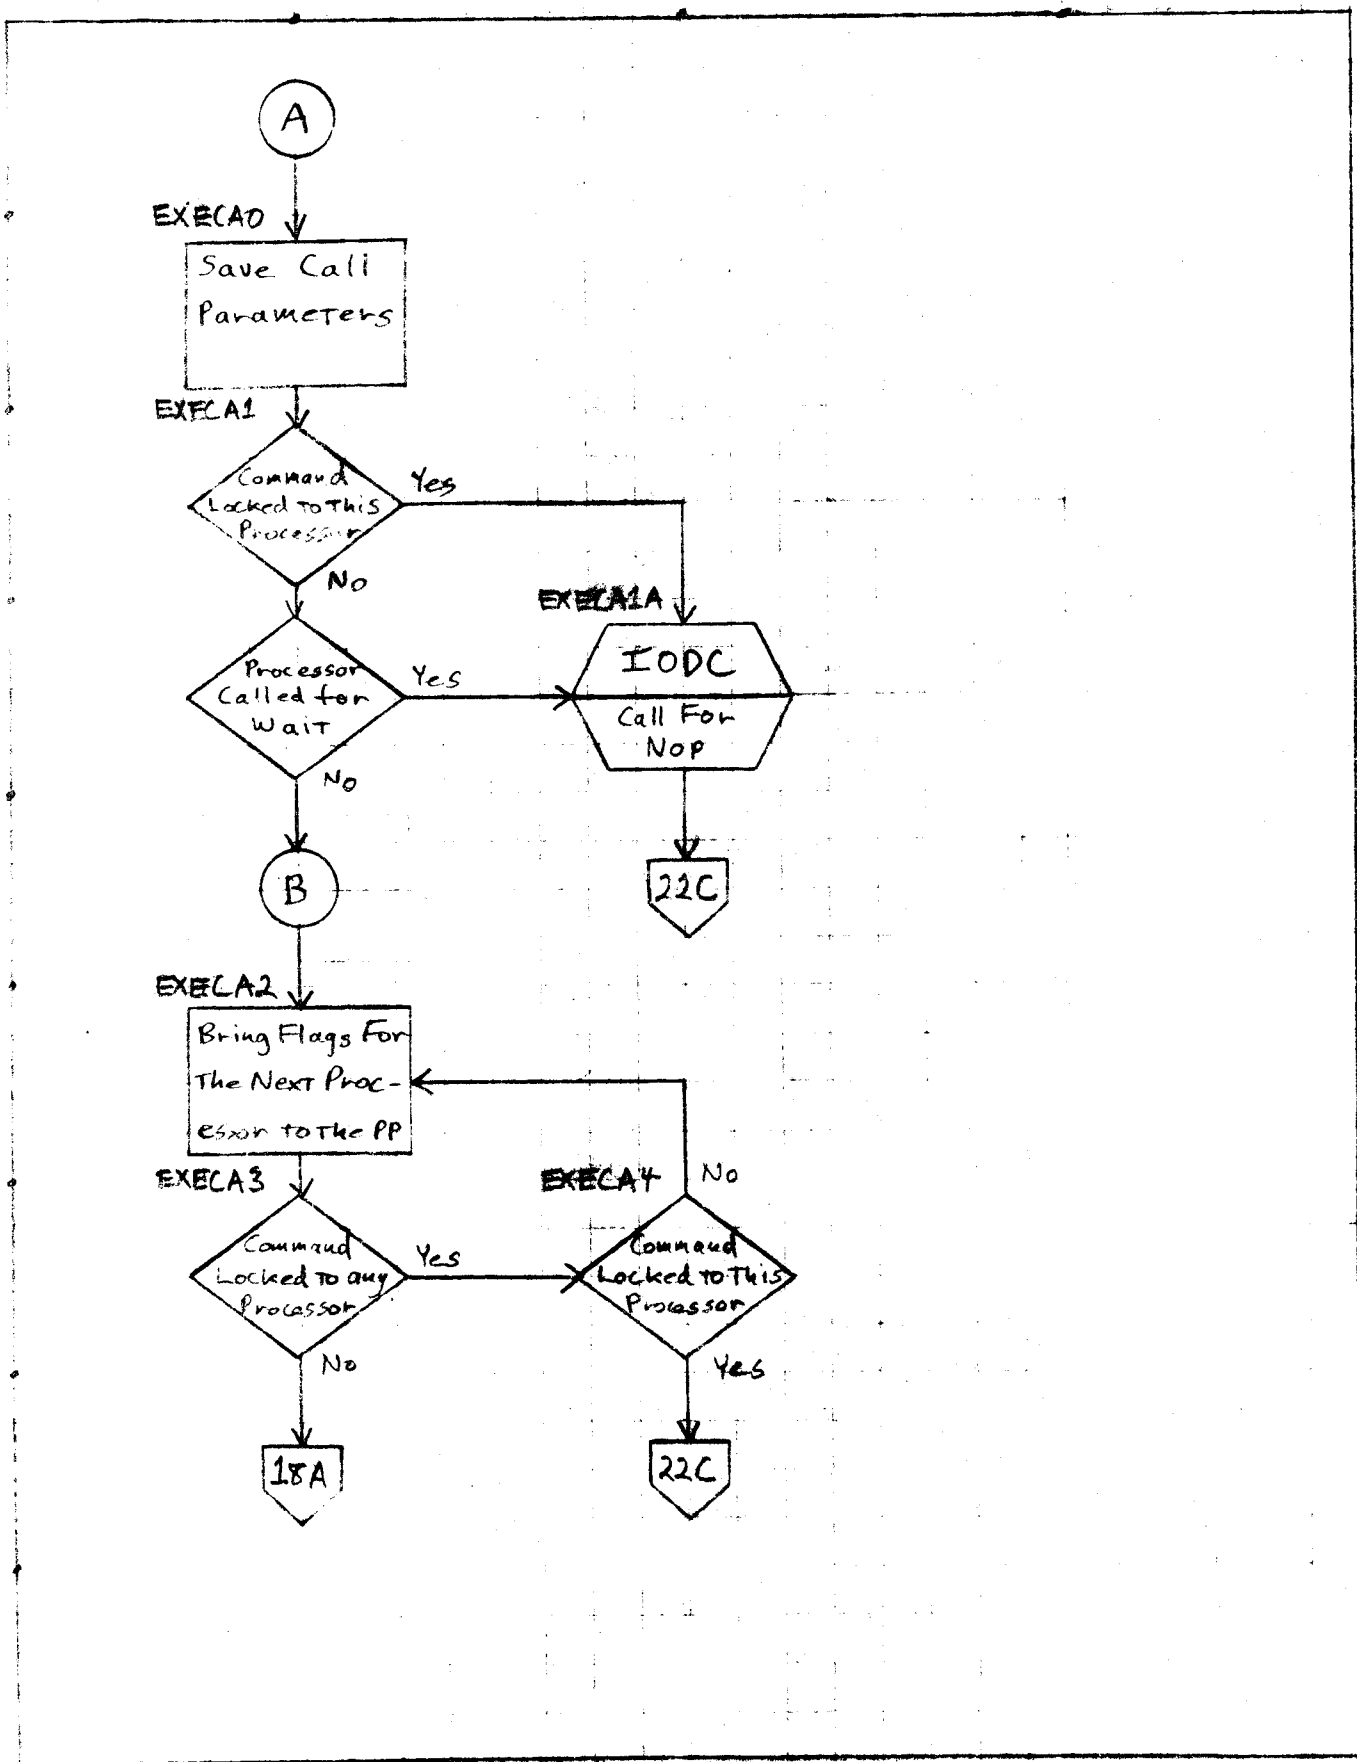 A
EXECA0
Save Call
Parameters
EXECA1
Command
Locked To This
Processor
Yes
No
EXECA1A
IODC
Call For
Nop
Processor
Called for
Wait
Yes
No
22C
B
EXECA2
Bring Flags For
The Next Proc-
essor to The PP
EXECA3
Command
Locked To any
Processor
Yes
No
EXECA4
No
Command
Locked To This
Processor
Yes
18A
22C